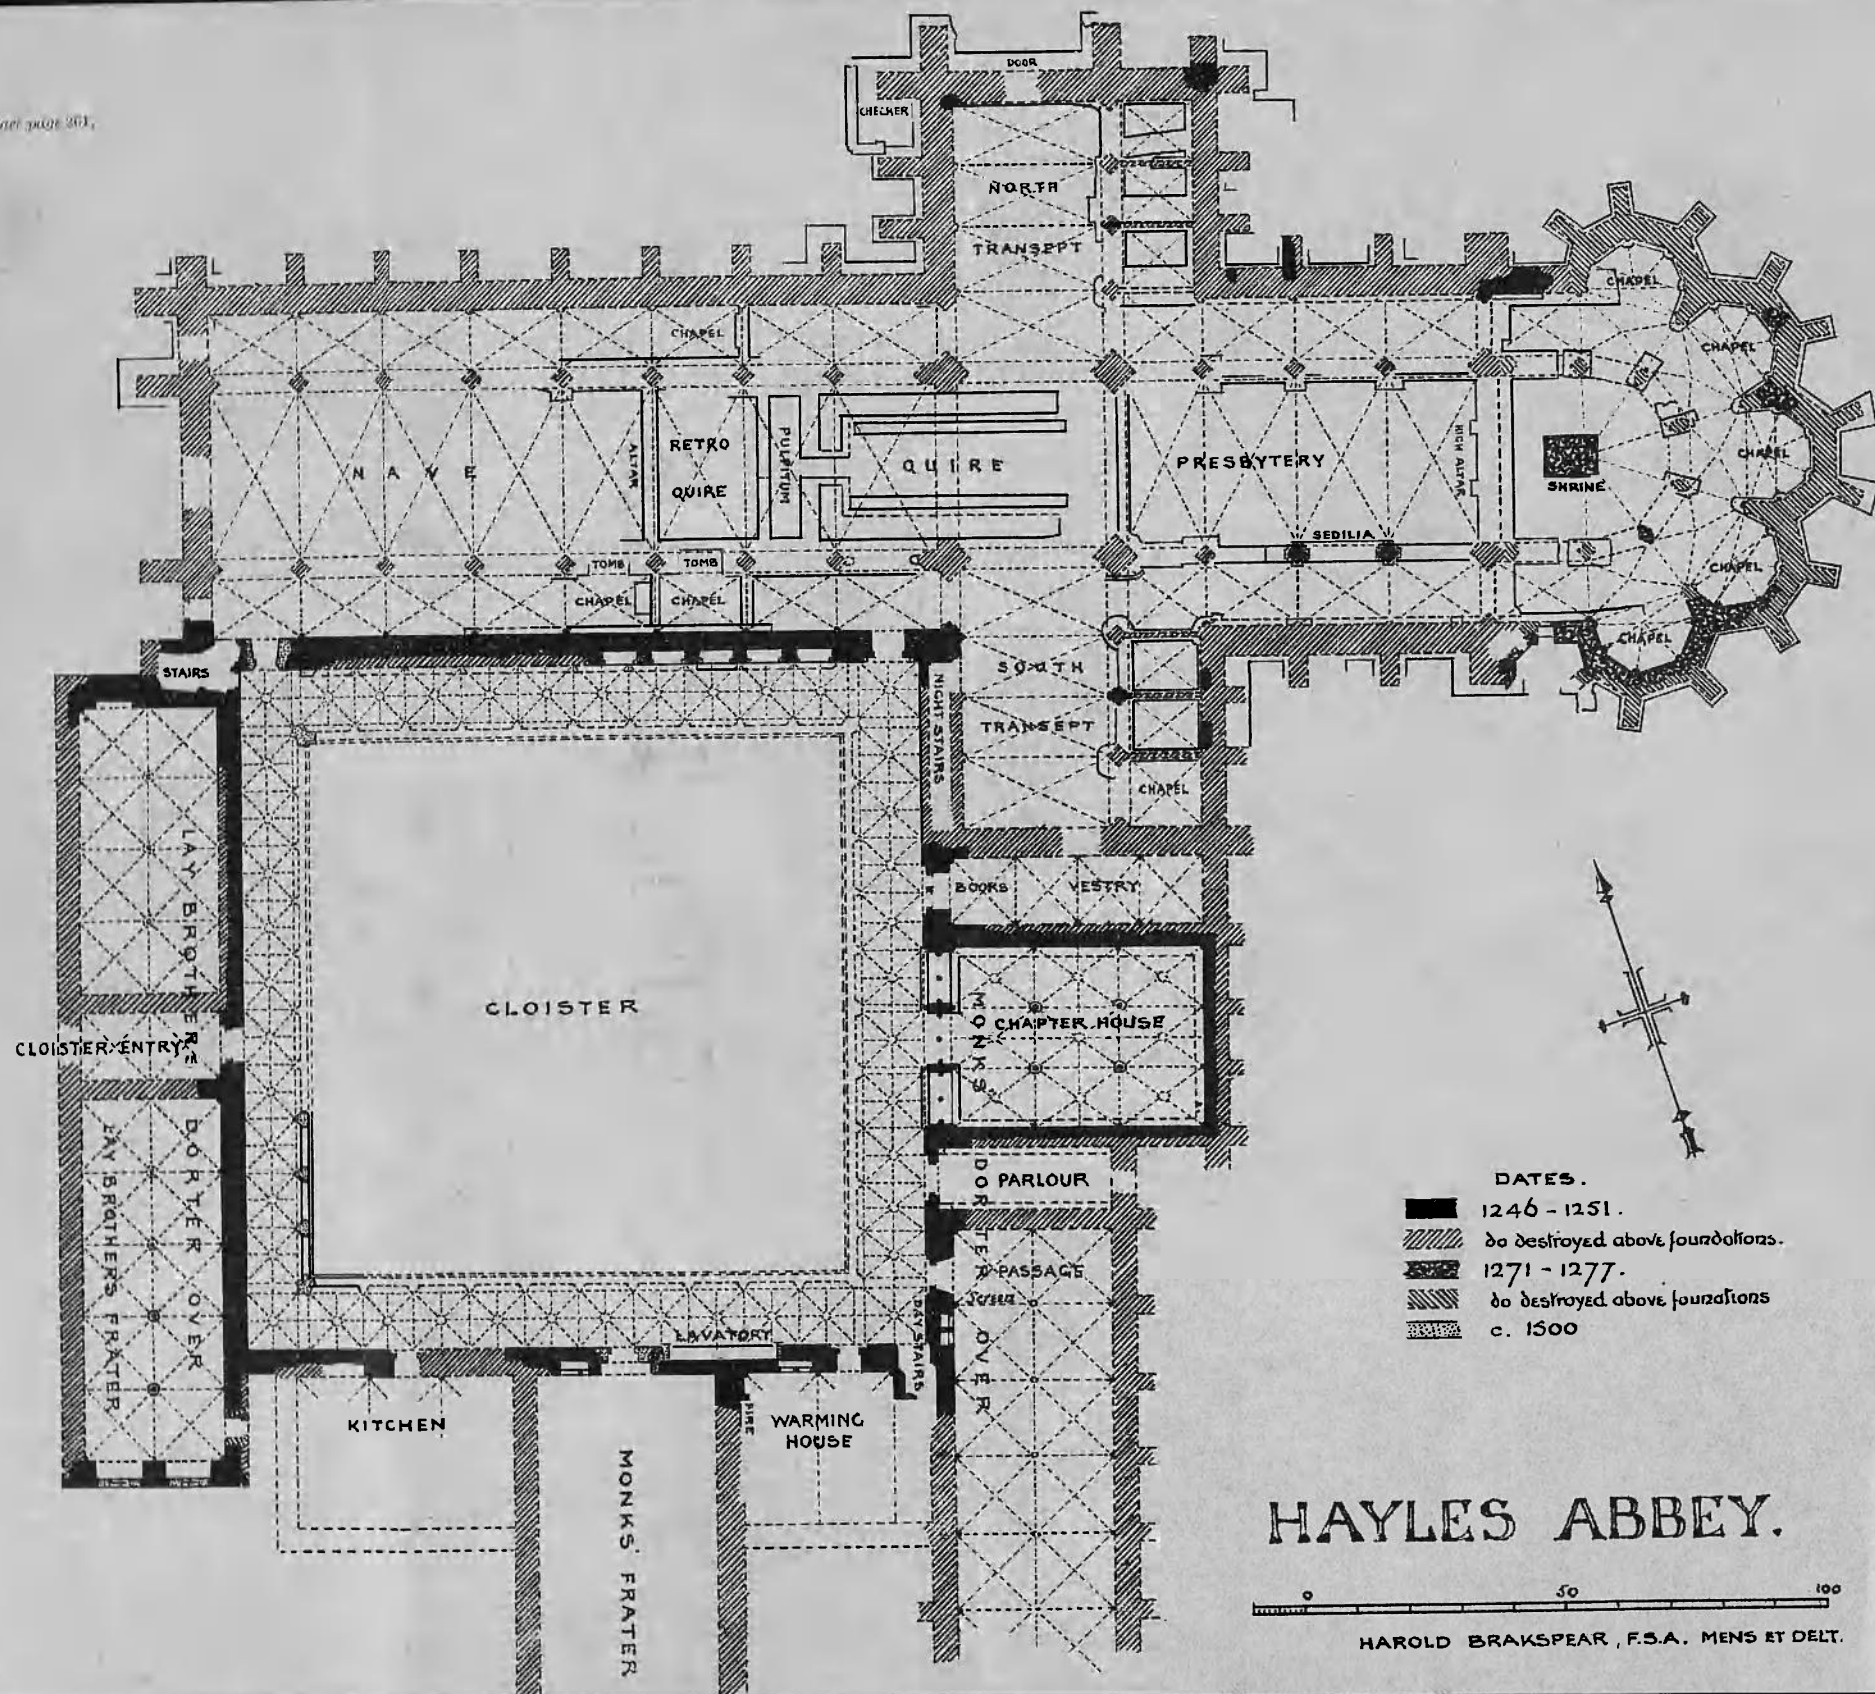 page 261,
DOOR
CHECKER
NORTH
TRANSEPT
CHAPEL
CHAPEL
CHAPEL
CHAPEL
CHAPEL
CHAPEL
NAVE
ALTAR
RETRO
QUIRE
PULPITUM
QUIRE
PRESBYTERY
HIGH ALTAR
SHRINE
SEDILIA
TOMB
TOMB
CHAPEL
CHAPEL
STAIRS
NIGHT STAIRS
SOUTH
TRANSEPT
CHAPEL
BOOKS
VESTRY
LAY BROTHERS
DORTER OVER
CLOISTER ENTRY
LAY BROTHERS FRATER
CLOISTER
MONKS
DORTER OVER
CHAPTER HOUSE
PARLOUR
PASSAGE
Screen
DAY STAIRS
LAVATORY
KITCHEN
FIRE
WARMING
HOUSE
MONKS' FRATER
N
DATES.
1246 - 1251.
do destroyed above foundations.
1271 - 1277.
do destroyed above founations
c. 1500
HAYLES ABBEY.
0 50 100
HAROLD BRAKSPEAR, F.S.A. MENS ET DELT.